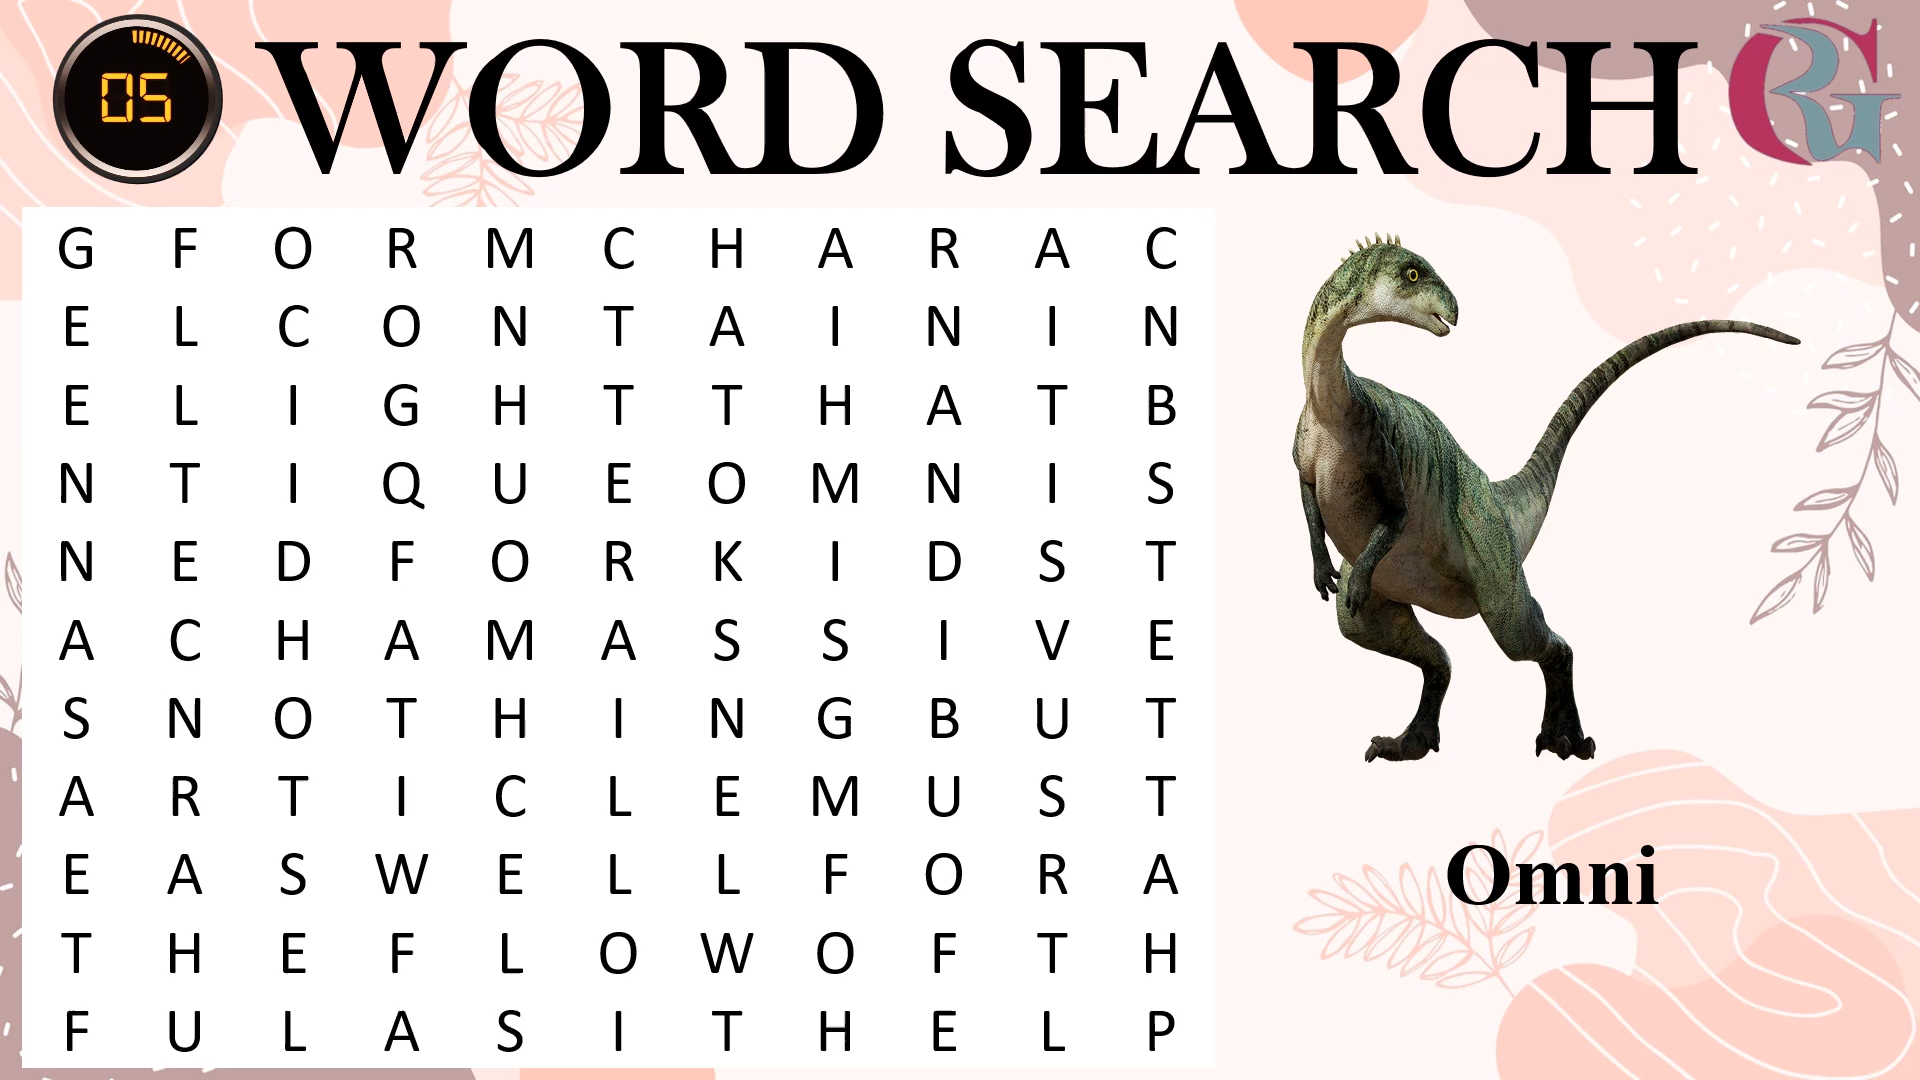 05
WORD SEARCH
G F O R M C H A R A C
E L C O N T A I N I N
E L I G H T T H A T B
N T I Q U E O M N I S
N E D F O R K I D S T
A C H A M A S S I V E
S N O T H I N G B U T
A R T I C L E M U S T
E A S W E L L F O R A
T H E F L O W O F T H
F U L A S I T H E L P
Omni